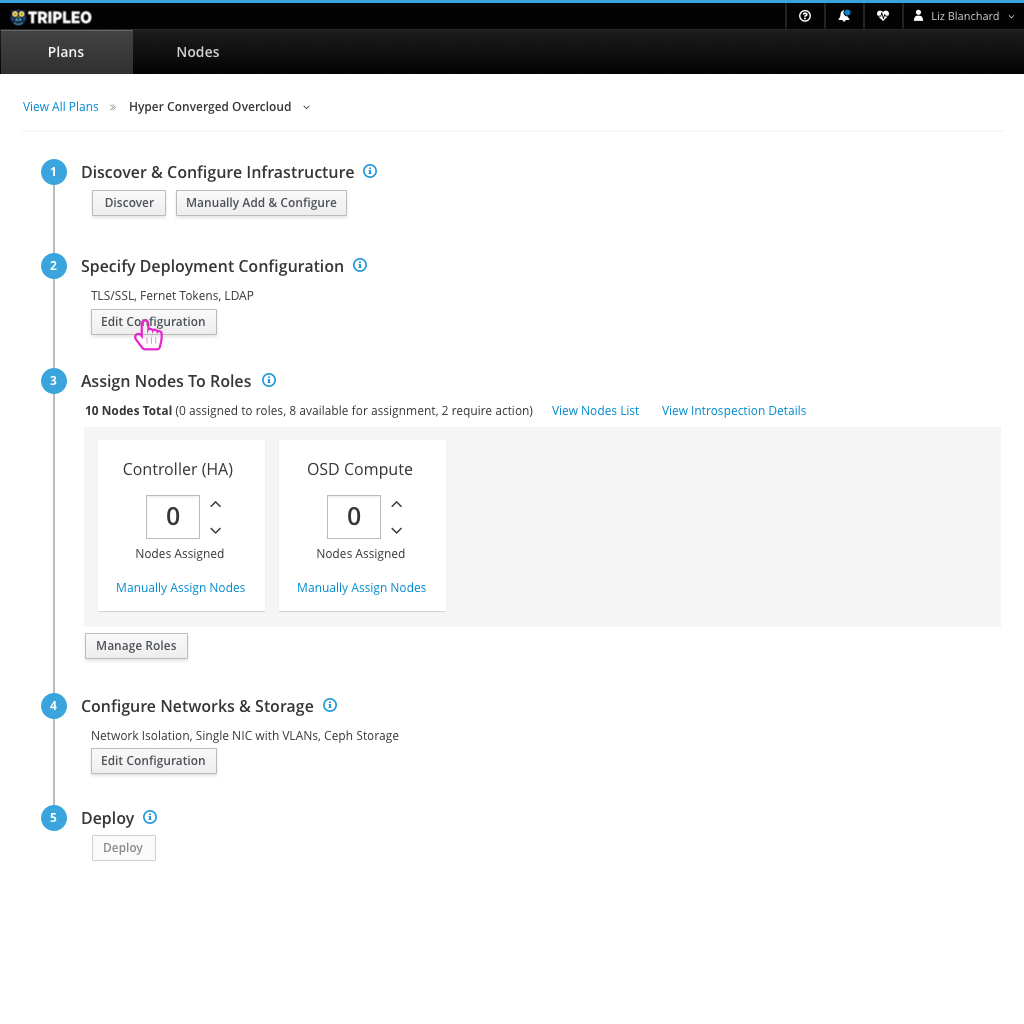 TRIPLEO
Liz Blanchard
Plans Nodes
View All Plans » Hyper Converged Overcloud
1 Discover & Configure Infrastructure
Discover Manually Add & Configure
2 Specify Deployment Configuration
TLS/SSL, Fernet Tokens, LDAP
Edit Configuration
3 Assign Nodes To Roles
10 Nodes Total (0 assigned to roles, 8 available for assignment, 2 require action) View Nodes List View Introspection Details
Controller (HA)
0
Nodes Assigned
Manually Assign Nodes
OSD Compute
0
Nodes Assigned
Manually Assign Nodes
Manage Roles
4 Configure Networks & Storage
Network Isolation, Single NIC with VLANs, Ceph Storage
Edit Configuration
5 Deploy
Deploy